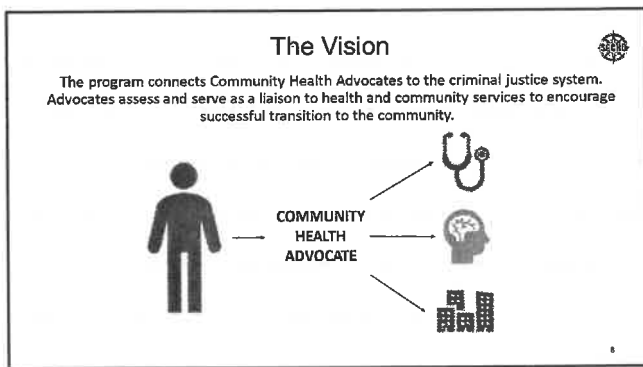 The Vision
The program connects Community Health Advocates to the criminal justice system.
Advocates assess and serve as a liaison to health and community services to encourage
successful transition to the community.
COMMUNITY
HEALTH
ADVOCATE